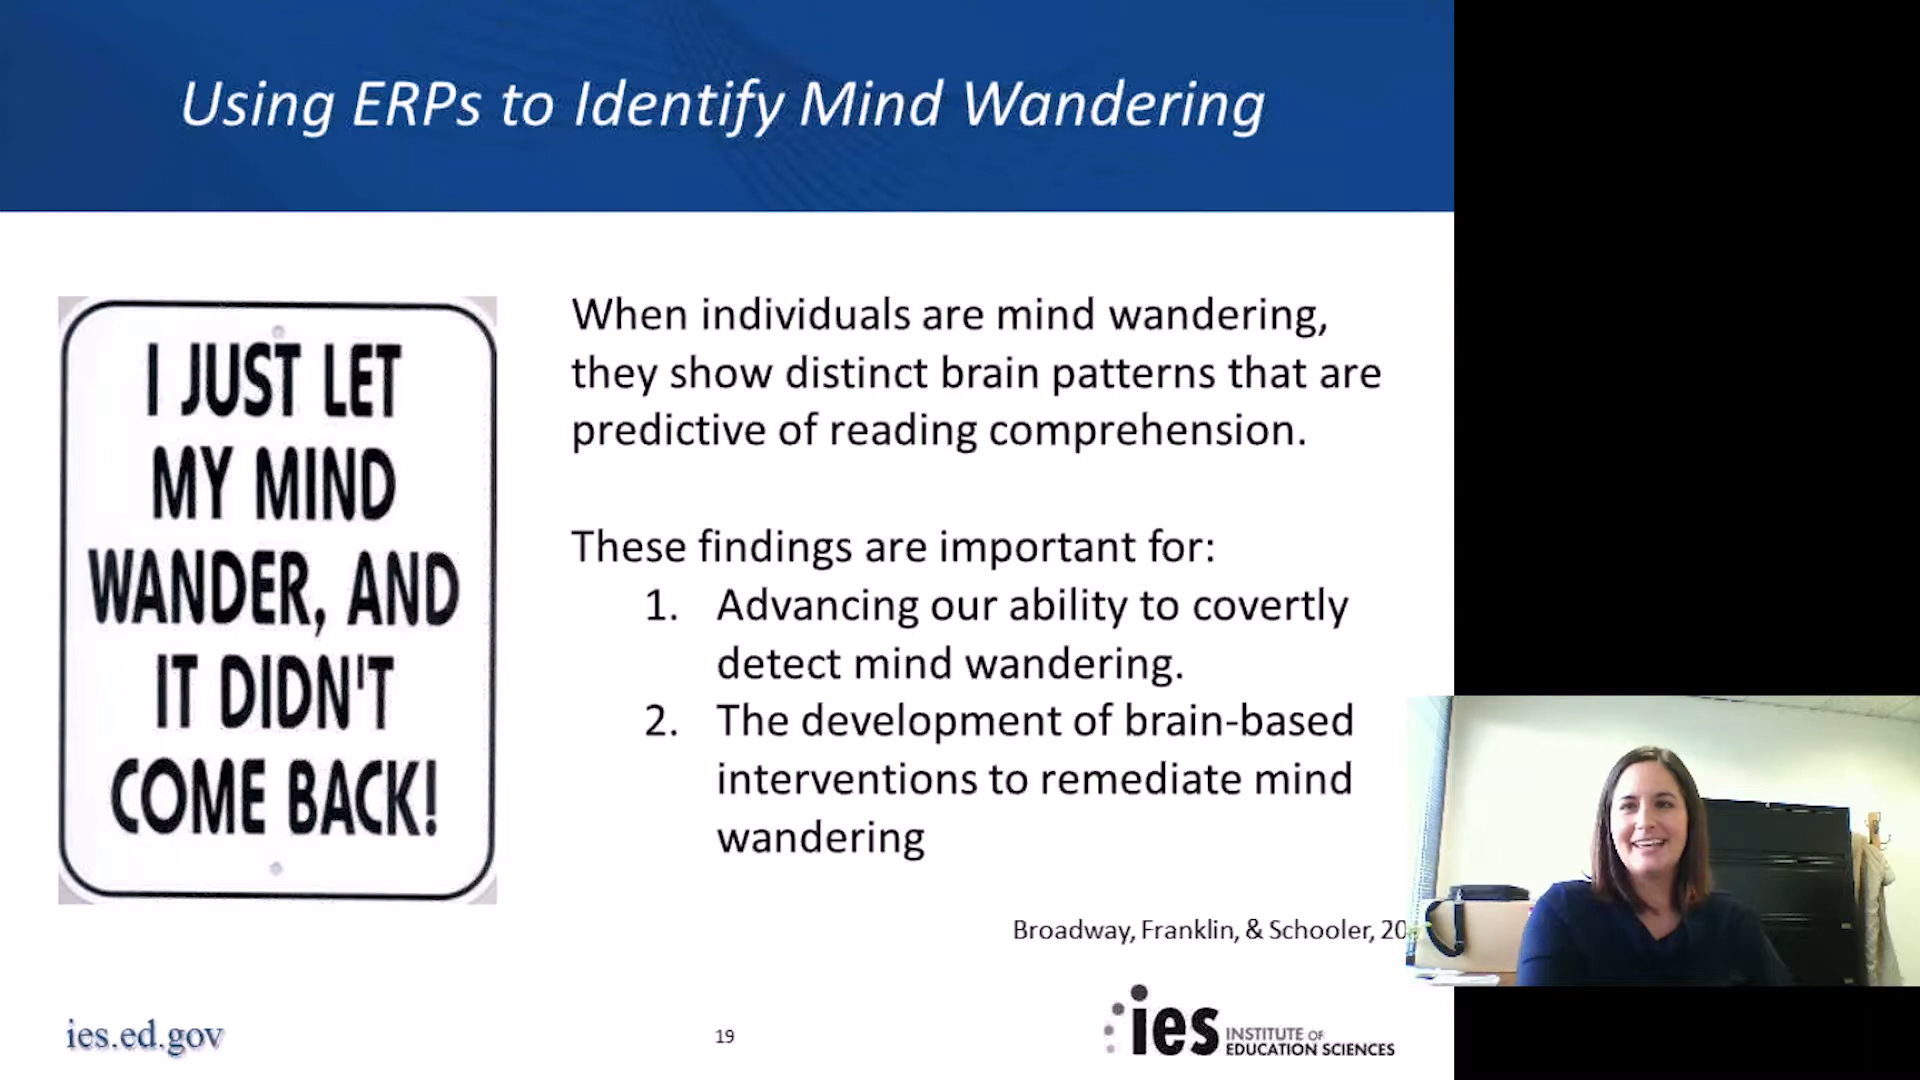 Using ERPs to Identify Mind Wandering
I JUST LET
MY MIND
WANDER, AND
IT DIDN'T
COME BACK!
When individuals are mind wandering,
they show distinct brain patterns that are
predictive of reading comprehension.
These findings are important for:
1. Advancing our ability to covertly
detect mind wandering.
2. The development of brain-based
interventions to remediate mind
wandering
Broadway, Franklin, & Schooler,
ies.ed.gov
19
ies INSTITUTE OF
EDUCATION SCIENCES